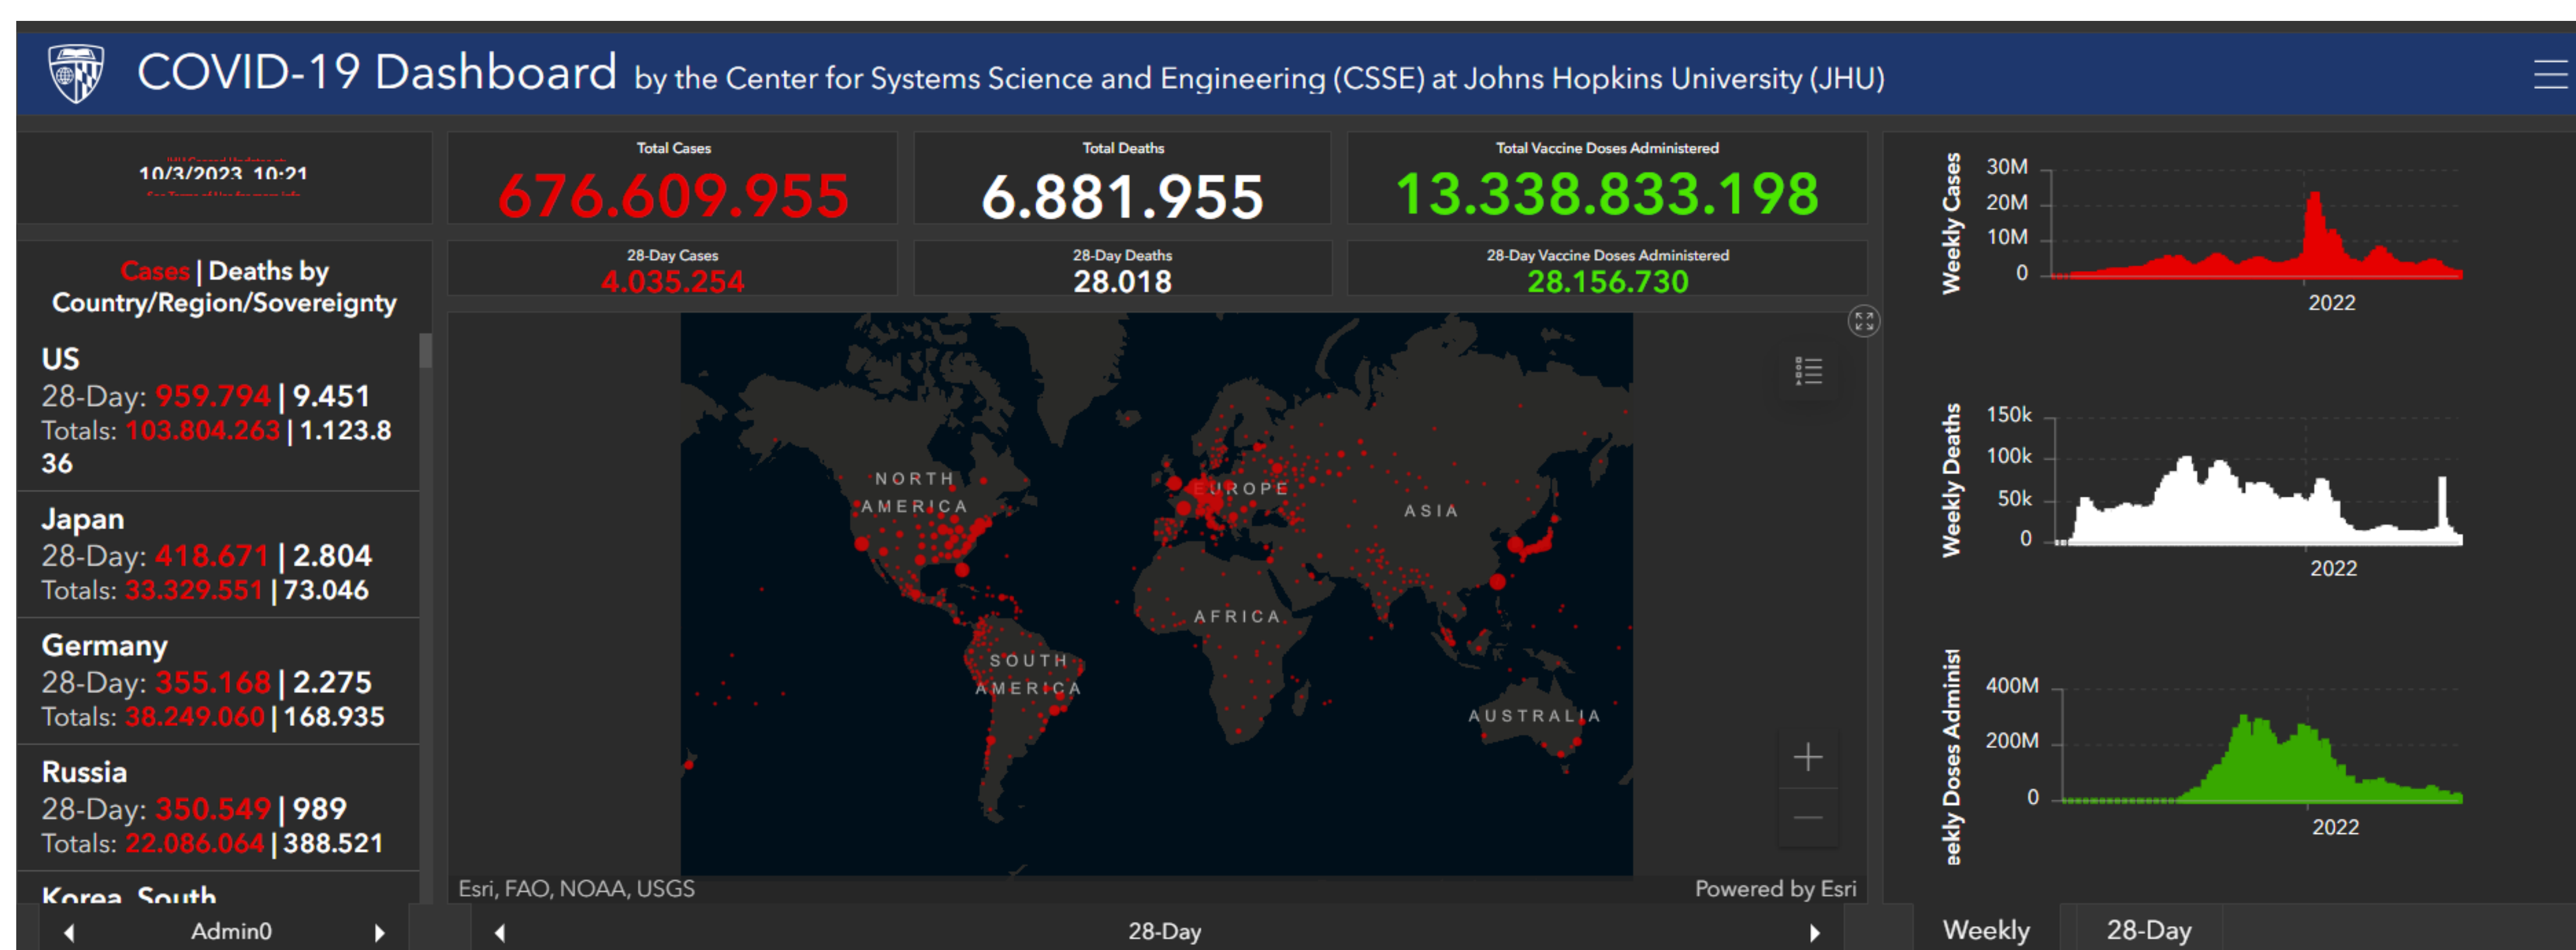 COVID-19 Dashboard by the Center for Systems Science and Engineering (CSSE) at Johns Hopkins University (JHU)
10/3/2023 10:21
Cases | Deaths by
Country/Region/Sovereignty
US
28-Day: 959.794 | 9.451
Totals: 103.804.263 | 1.123.8
36
Japan
28-Day: 418.671 | 2.804
Totals: 33.329.551 | 73.046
Germany
28-Day: 355.168 | 2.275
Totals: 38.249.060 | 168.935
Russia
28-Day: 350.549 | 989
Totals: 22.086.064 | 388.521
Korea, South
Admin0
Total Cases
676.609.955
Total Deaths
6.881.955
Total Vaccine Doses Administered
13.338.833.198
28-Day Cases
4.035.254
28-Day Deaths
28.018
28-Day Vaccine Doses Administered
28.156.730
NORTH
AMERICA
EUROPE
ASIA
AFRICA
SOUTH
AMERICA
AUSTRALIA
Esri, FAO, NOAA, USGS
Powered by Esri
28-Day
Weekly Cases
30M
20M
10M
0
2022
Weekly Deaths
150k
100k
50k
0
2022
eekly Doses Administ
400M
200M
0
2022
Weekly
28-Day